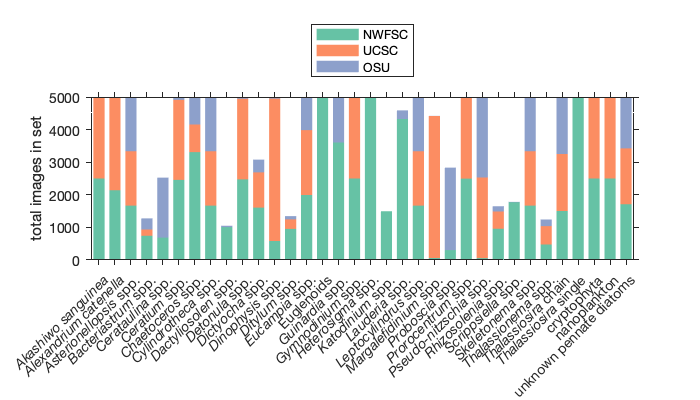 NWFSC
UCSC
OSU
total images in set
5000
4000
3000
2000
1000
0
Akashiwo sanguinea
Alexandrium catenella
Asterionellopsis spp.
Bacteriastrum spp.
Cerataulina spp.
Ceratium spp.
Chaetoceros spp.
Cylindrotheca spp.
Dactyliosolen spp.
Detonula spp.
Dictyocha spp.
Dinophysis spp.
Ditylum spp.
Eucampia spp.
Euglenoids
Guinardia spp.
Gymnodinium spp.
Heterosigma spp.
Katodinium spp.
Lauderia spp.
Leptocylindrus spp.
Margalefidinium spp.
Proboscia spp.
Prorocentrum spp.
Pseudo-nitzschia spp.
Rhizosolenia spp.
Scrippsiella spp.
Skeletonema spp.
Thalassionema spp.
Thalassiosira chain
Thalassiosira single
cryptophyta
nanoplankton
unknown pennate diatoms